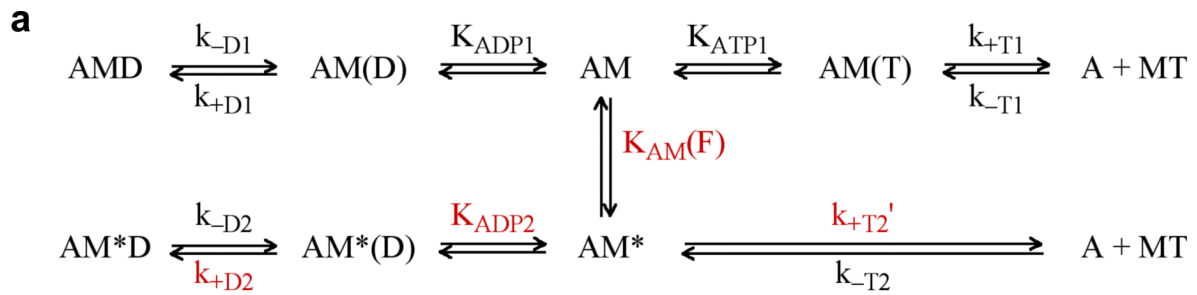 a
k–D1 KADP1 KATP1 k+T1
AMD AM(D) AM AM(T) A + MT
k+D1 k–T1
KAM(F)
k–D2 KADP2 k+T2'
AM*D AM*(D) AM* A + MT
k+D2 k–T2